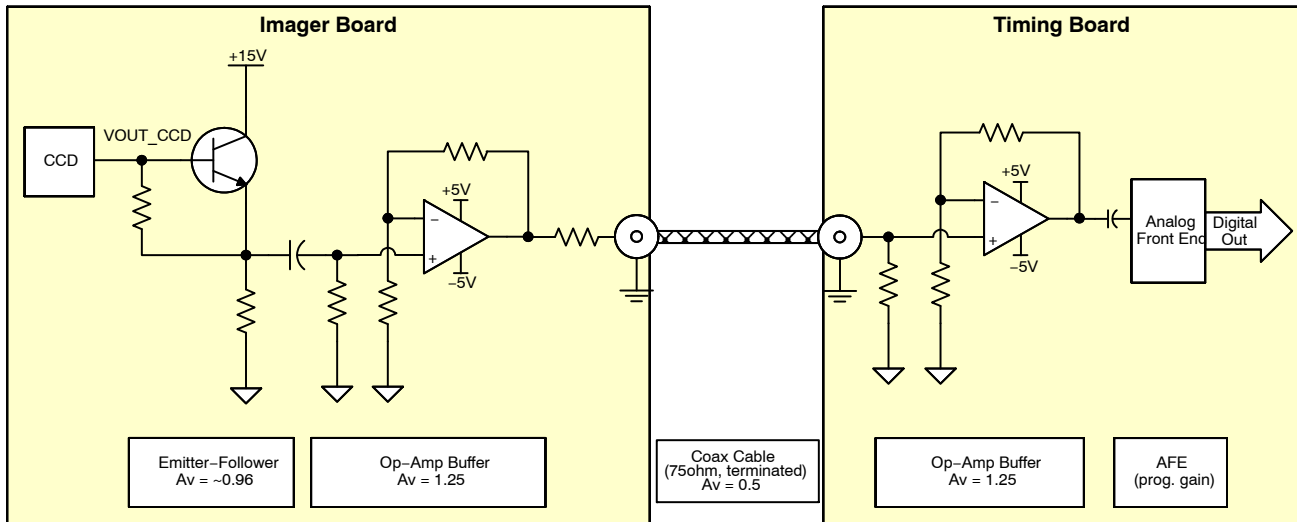 Imager Board
Timing Board
+15V
VOUT_CCD
CCD
+5V
−
+
−5V
+5V
−
+
−5V
Analog
Front End
Digital
Out
Emitter−Follower
Av = ~0.96
Op−Amp Buffer
Av = 1.25
Coax Cable
(75ohm, terminated)
Av = 0.5
Op−Amp Buffer
Av = 1.25
AFE
(prog. gain)